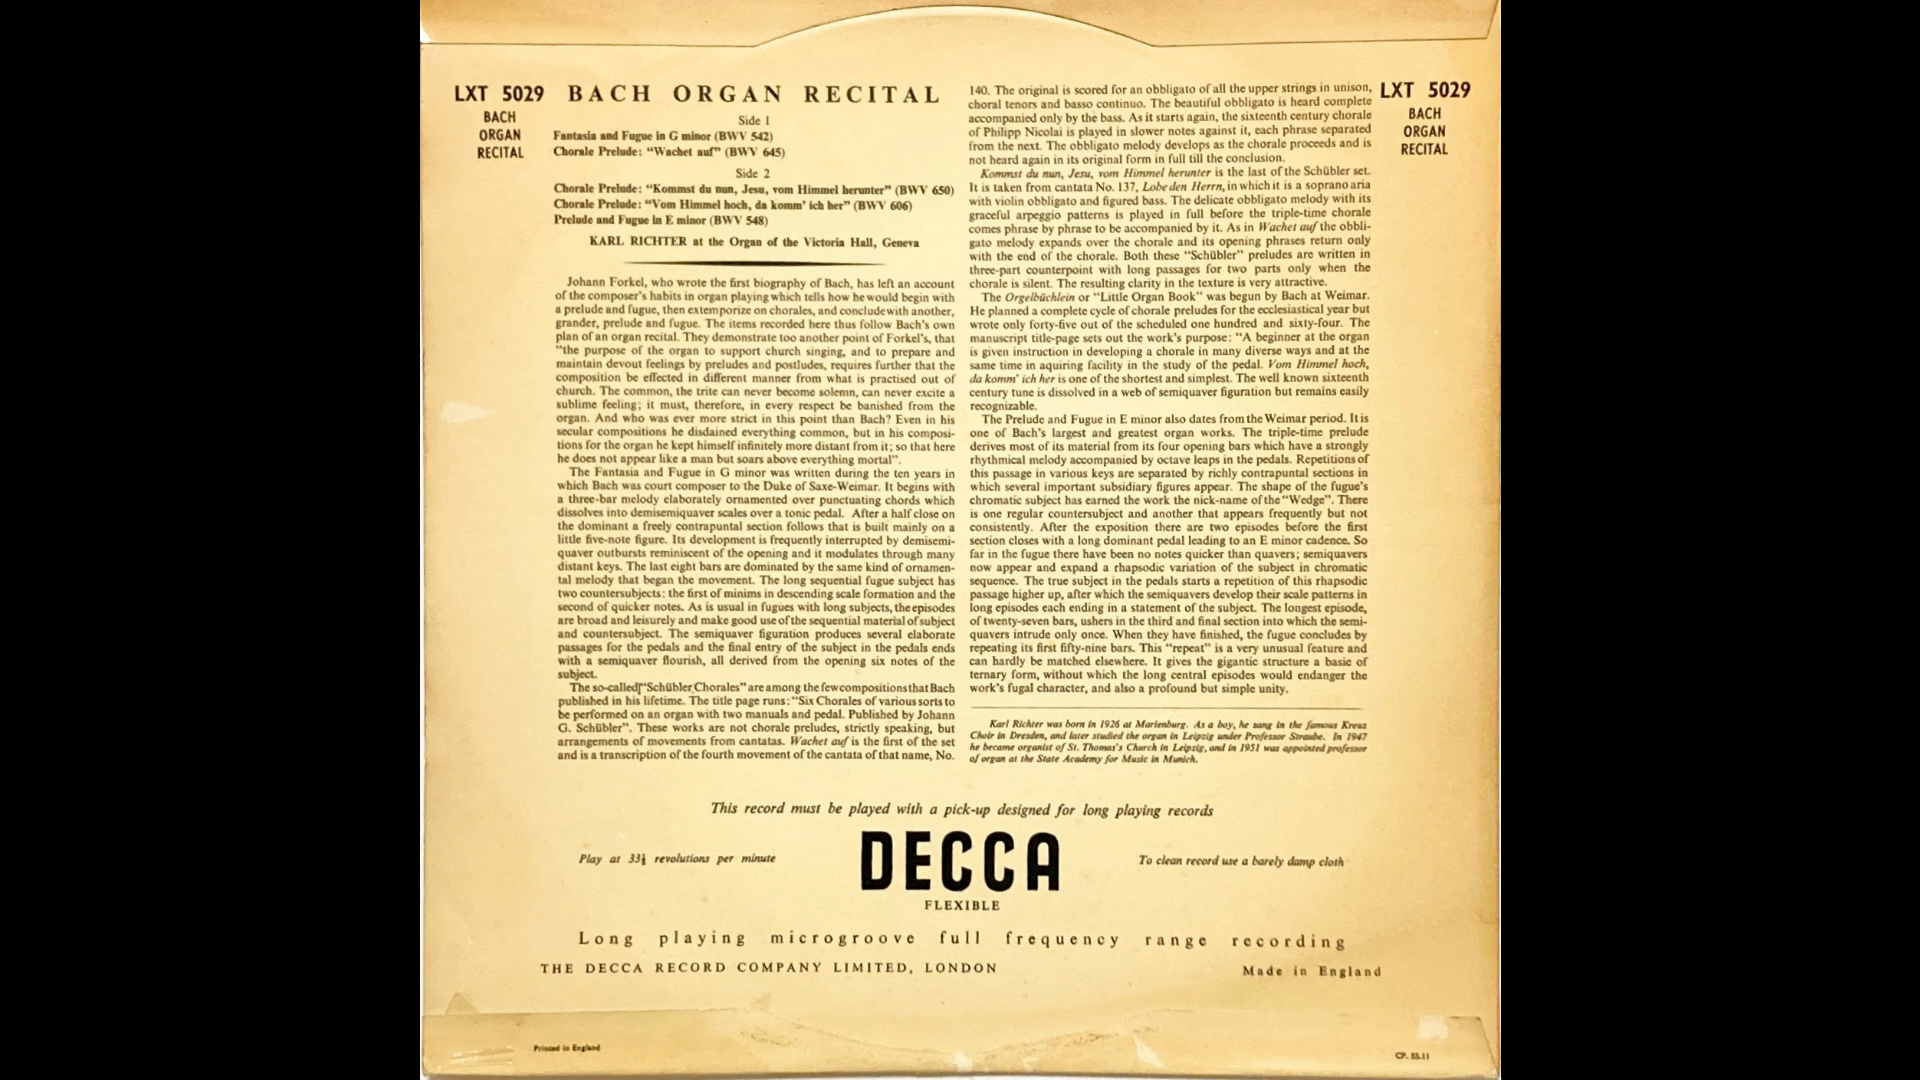 LXT 5029
BACH
ORGAN
RECITAL
BACH ORGAN RECITAL
Side 1
Fantasia and Fugue in G minor (BWV 542)
Chorale Prelude: “Wachet auf” (BWV 645)
Side 2
Chorale Prelude: “Kommst du nun, Jesu, vom Himmel herunter” (BWV 650)
Chorale Prelude: “Vom Himmel hoch, da komm' ich her” (BWV 606)
Prelude and Fugue in E minor (BWV 548)
KARL RICHTER at the Organ of the Victoria Hall, Geneva
Johann Forkel, who wrote the first biography of Bach, has left an account
of the composer's habits in organ playing which tells how he would begin with
a prelude and fugue, then extemporize on chorales, and conclude with another,
grander, prelude and fugue. The items recorded here thus follow Bach's own
plan of an organ recital. They demonstrate too another point of Forkel's, that
“the purpose of the organ to support church singing, and to prepare and
maintain devout feelings by preludes and postludes, requires further that the
composition be effected in different manner from what is practised out of
church. The common, the trite can never become solemn, can never excite a
sublime feeling; it must, therefore, in every respect be banished from the
organ. And who was ever more strict in this point than Bach? Even in his
secular compositions he disdained everything common, but in his composi-
tions for the organ he kept himself infinitely more distant from it; so that here
he does not appear like a man but soars above everything mortal”.
The Fantasia and Fugue in G minor was written during the ten years in
which Bach was court composer to the Duke of Saxe-Weimar. It begins with
a three-bar melody elaborately ornamented over punctuating chords which
dissolves into demisemiquaver scales over a tonic pedal. After a half close on
the dominant a freely contrapuntal section follows that is built mainly on a
little five-note figure. Its development is frequently interrupted by demisemi-
quaver outbursts reminiscent of the opening and it modulates through many
distant keys. The last eight bars are dominated by the same kind of ornamen-
tal melody that began the movement. The long sequential fugue subject has
two countersubjects: the first of minims in descending scale formation and the
second of quicker notes. As is usual in fugues with long subjects, the episodes
are broad and leisurely and make good use of the sequential material of subject
and countersubject. The semiquaver figuration produces several elaborate
passages for the pedals and the final entry of the subject in the pedals ends
with a semiquaver flourish, all derived from the opening six notes of the
subject.
The so-called “Schübler Chorales” are among the few compositions that Bach
published in his lifetime. The title page runs: “Six Chorales of various sorts to
be performed on an organ with two manuals and pedal. Published by Johann
G. Schübler”. These works are not chorale preludes, strictly speaking, but
arrangements of movements from cantatas. Wachet auf is the first of the set
and is a transcription of the fourth movement of the cantata of that name, No.
140. The original is scored for an obbligato of all the upper strings in unison,
choral tenors and basso continuo. The beautiful obbligato is heard complete
accompanied only by the bass. As it starts again, the sixteenth century chorale
of Philipp Nicolai is played in slower notes against it, each phrase separated
from the next. The obbligato melody develops as the chorale proceeds and is
not heard again in its original form in full till the conclusion.
Kommst du nun, Jesu, vom Himmel herunter is the last of the Schübler set.
It is taken from cantata No. 137, Lobe den Herrn, in which it is a soprano aria
with violin obbligato and figured bass. The delicate obbligato melody with its
graceful arpeggio patterns is played in full before the triple-time chorale
comes phrase by phrase to be accompanied by it. As in Wachet auf the obbli-
gato melody expands over the chorale and its opening phrases return only
with the end of the chorale. Both these “Schübler” preludes are written in
three-part counterpoint with long passages for two parts only when the
chorale is silent. The resulting clarity in the texture is very attractive.
The Orgelbüchlein or “Little Organ Book” was begun by Bach at Weimar.
He planned a complete cycle of chorale preludes for the ecclesiastical year but
wrote only forty-five out of the scheduled one hundred and sixty-four. The
manuscript title-page sets out the work's purpose: “A beginner at the organ
is given instruction in developing a chorale in many diverse ways and at the
same time in aquiring facility in the study of the pedal. Vom Himmel hoch,
da komm' ich her is one of the shortest and simplest. The well known sixteenth
century tune is dissolved in a web of semiquaver figuration but remains easily
recognizable.
The Prelude and Fugue in E minor also dates from the Weimar period. It is
one of Bach's largest and greatest organ works. The triple-time prelude
derives most of its material from its four opening bars which have a strongly
rhythmical melody accompanied by octave leaps in the pedals. Repetitions of
this passage in various keys are separated by richly contrapuntal sections in
which several important subsidiary figures appear. The shape of the fugue's
chromatic subject has earned the work the nick-name of the “Wedge”. There
is one regular countersubject and another that appears frequently but not
consistently. After the exposition there are two episodes before the first
section closes with a long dominant pedal leading to an E minor cadence. So
far in the fugue there have been no notes quicker than quavers; semiquavers
now appear and expand a rhapsodic variation of the subject in chromatic
sequence. The true subject in the pedals starts a repetition of this rhapsodic
passage higher up, after which the semiquavers develop their scale patterns in
long episodes each ending in a statement of the subject. The longest episode,
of twenty-seven bars, ushers in the third and final section into which the semi-
quavers intrude only once. When they have finished, the fugue concludes by
repeating its first fifty-nine bars. This “repeat” is a very unusual feature and
can hardly be matched elsewhere. It gives the gigantic structure a basic of
ternary form, without which the long central episodes would endanger the
work's fugal character, and also a profound but simple unity.
Karl Richter was born in 1926 at Marienburg. As a boy, he sang in the famous Kreuz
Choir in Dresden, and later studied the organ in Leipzig under Professor Straube. In 1947
he became organist of St. Thomas's Church in Leipzig, and in 1951 was appointed professor
of organ at the State Academy for Music in Munich.
LXT 5029
BACH
ORGAN
RECITAL
This record must be played with a pick-up designed for long playing records
Play at 33⅓ revolutions per minute
DECCA
To clean record use a barely damp cloth
FLEXIBLE
Long playing microgroove full frequency range recording
THE DECCA RECORD COMPANY LIMITED, LONDON
Made in England
Printed in England
CP. 55.11